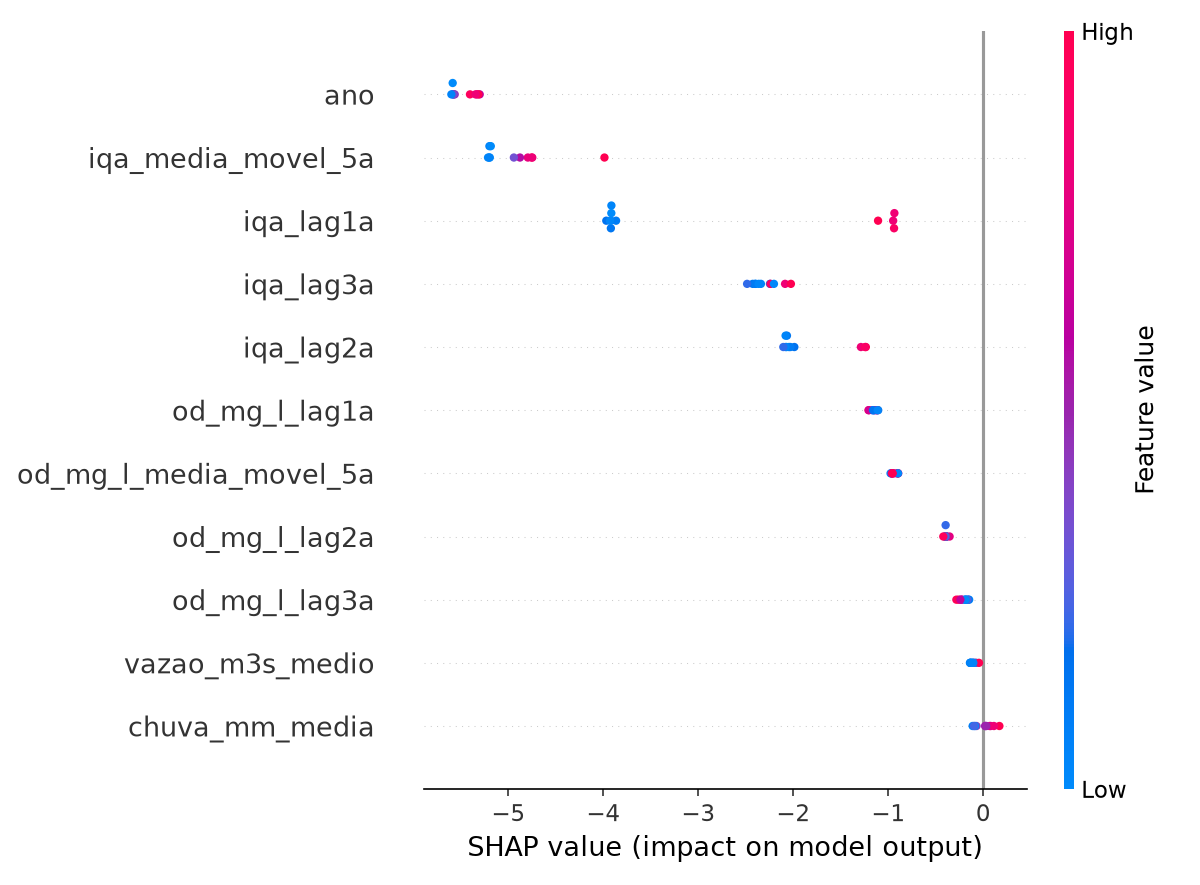 High
ano
iqa_media_movel_5a
iqa_lag1a
iqa_lag3a
iqa_lag2a
od_mg_l_lag1a
od_mg_l_media_movel_5a
od_mg_l_lag2a
od_mg_l_lag3a
vazao_m3s_medio
chuva_mm_media
Feature value
Low
−5 −4 −3 −2 −1 0
SHAP value (impact on model output)